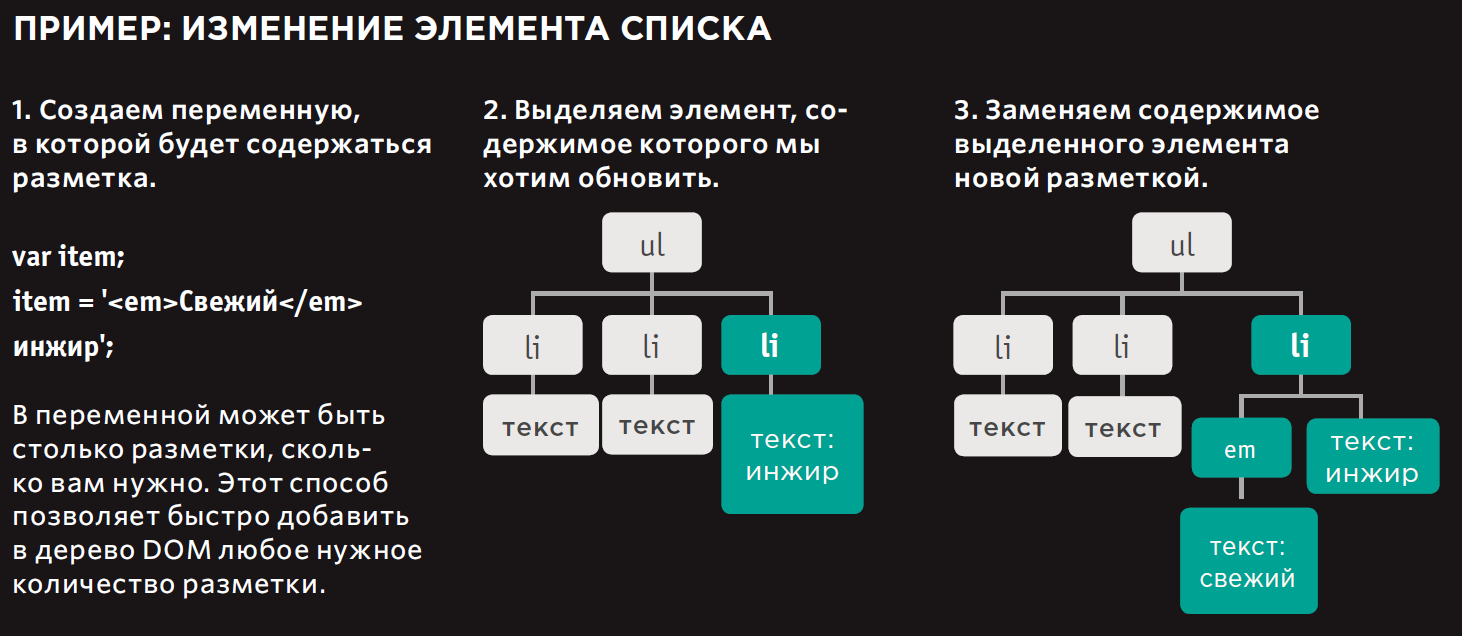 ПРИМЕР: ИЗМЕНЕНИЕ ЭЛЕМЕНТА СПИСКА
1. Создаем переменную,
в которой будет содержаться
разметка.
var item;
item = '<em>Свежий</em>
инжир';
В переменной может быть
столько разметки, сколь-
ко вам нужно. Этот способ
позволяет быстро добавить
в дерево DOM любое нужное
количество разметки.
2. Выделяем элемент, со-
держимое которого мы
хотим обновить.
ul
li
li
li
текст
текст
текст:
инжир
3. Заменяем содержимое
выделенного элемента
новой разметкой.
ul
li
li
li
текст
текст
em
текст:
инжир
текст:
свежий